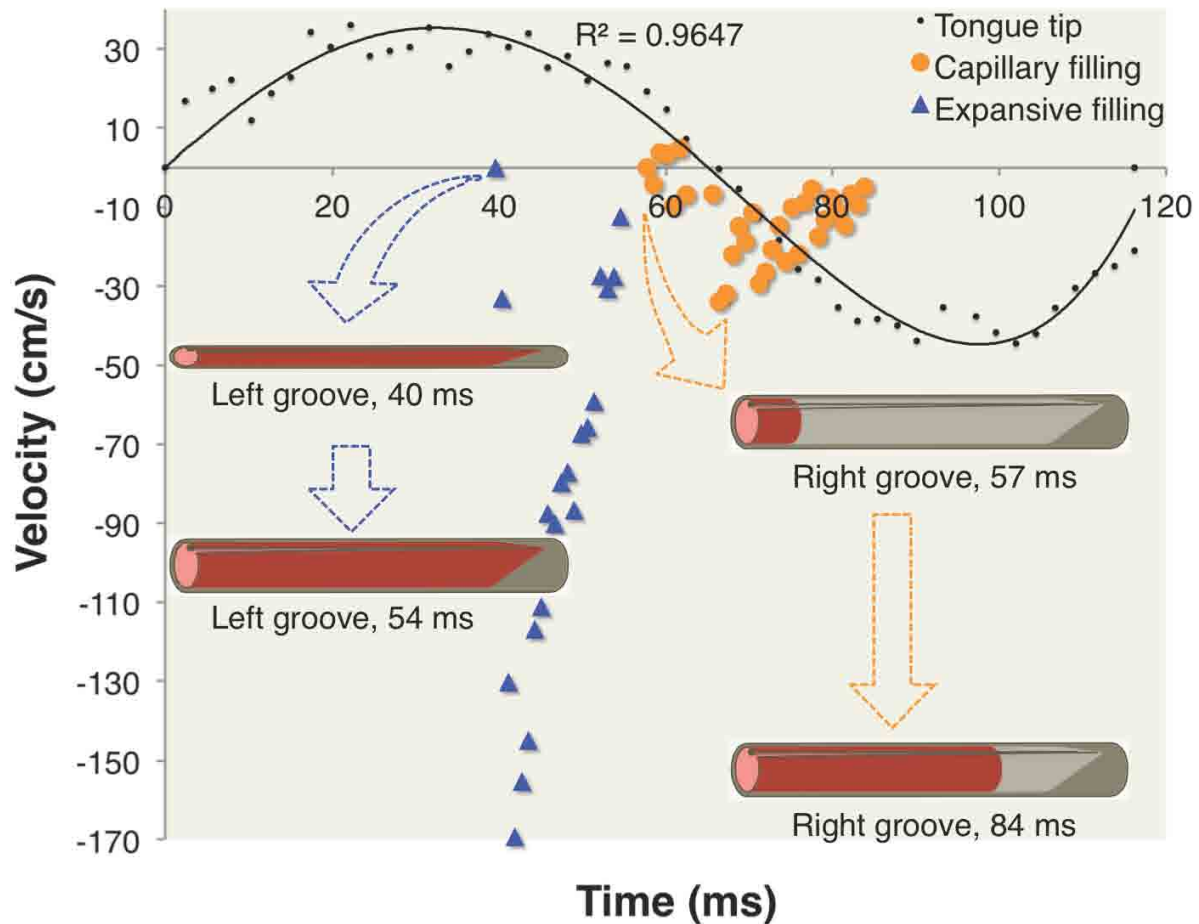 R² = 0.9647
Tongue tip
Capillary filling
Expansive filling
30
10
-10
-30
-50
-70
-90
-110
-130
-150
-170
0
20
40
60
80
100
120
Velocity (cm/s)
Left groove, 40 ms
Left groove, 54 ms
Right groove, 57 ms
Right groove, 84 ms
Time (ms)